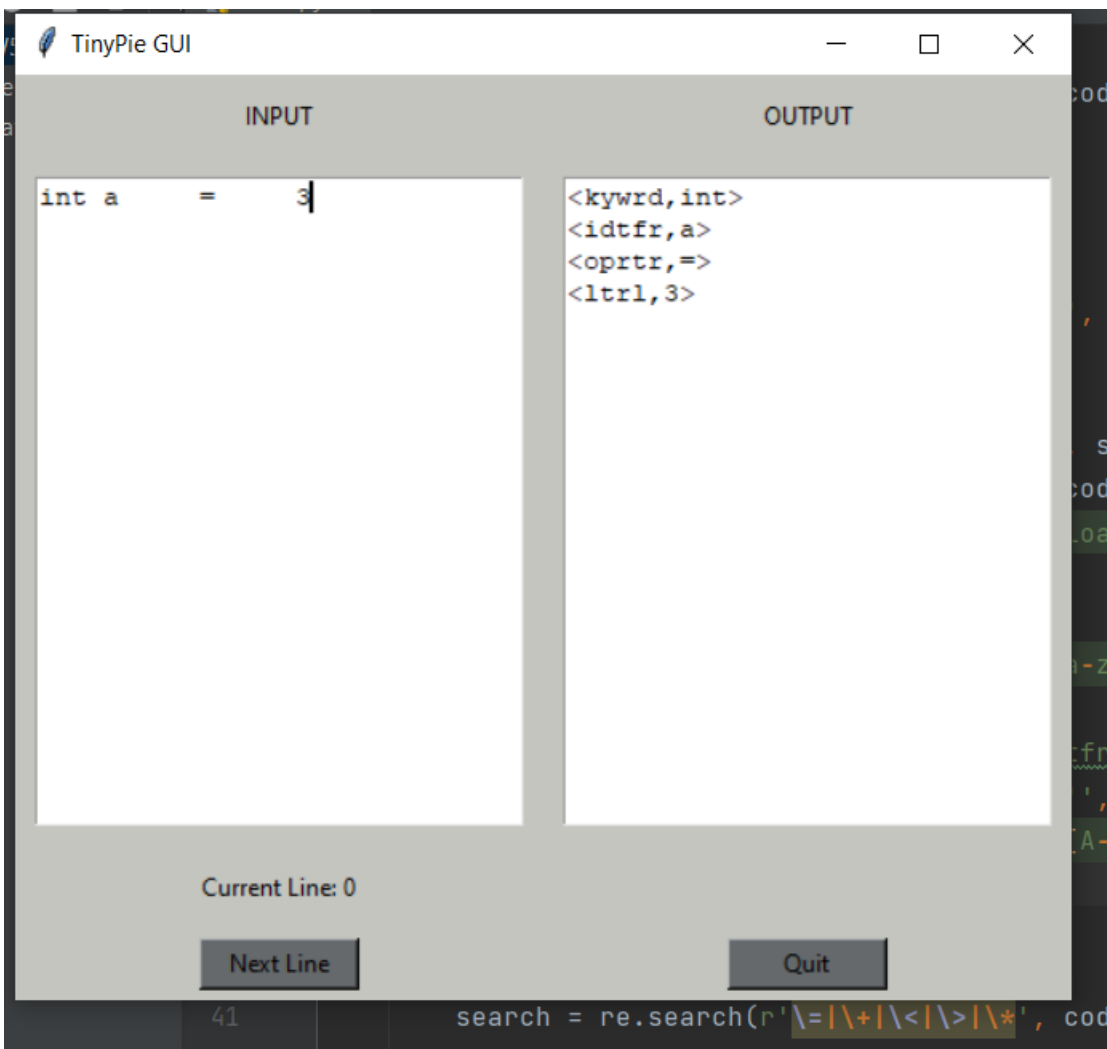 TinyPie GUI
INPUT
OUTPUT
int a     =     3
<kywrd,int>
<idtfr,a>
<oprtr,=>
<ltrl,3>
Current Line: 0
Next Line
Quit
41 search = re.search(r'\=|\+|\<|\>|\*', cod